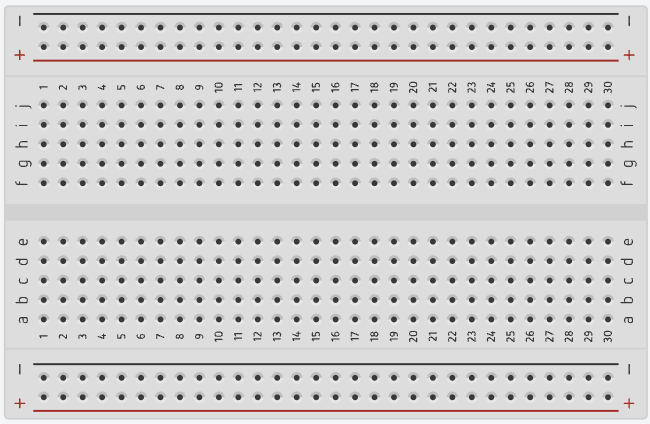 − −
+ +
1 2 3 4 5 6 7 8 9 10 11 12 13 14 15 16 17 18 19 20 21 22 23 24 25 26 27 28 29 30
j j
i i
h h
g g
f f
e e
d d
c c
b b
a a
1 2 3 4 5 6 7 8 9 10 11 12 13 14 15 16 17 18 19 20 21 22 23 24 25 26 27 28 29 30
− −
+ +